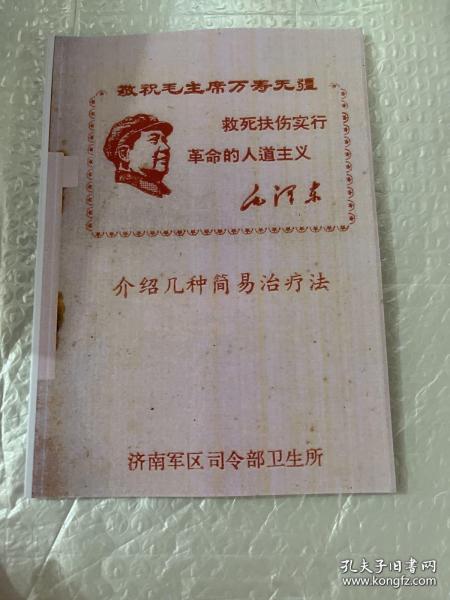 敬祝毛主席万寿无疆
救死扶伤实行
革命的人道主义
毛泽东
介绍几种简易治疗法
济南军区司令部卫生所
孔夫子旧书网
www.kongfz.com